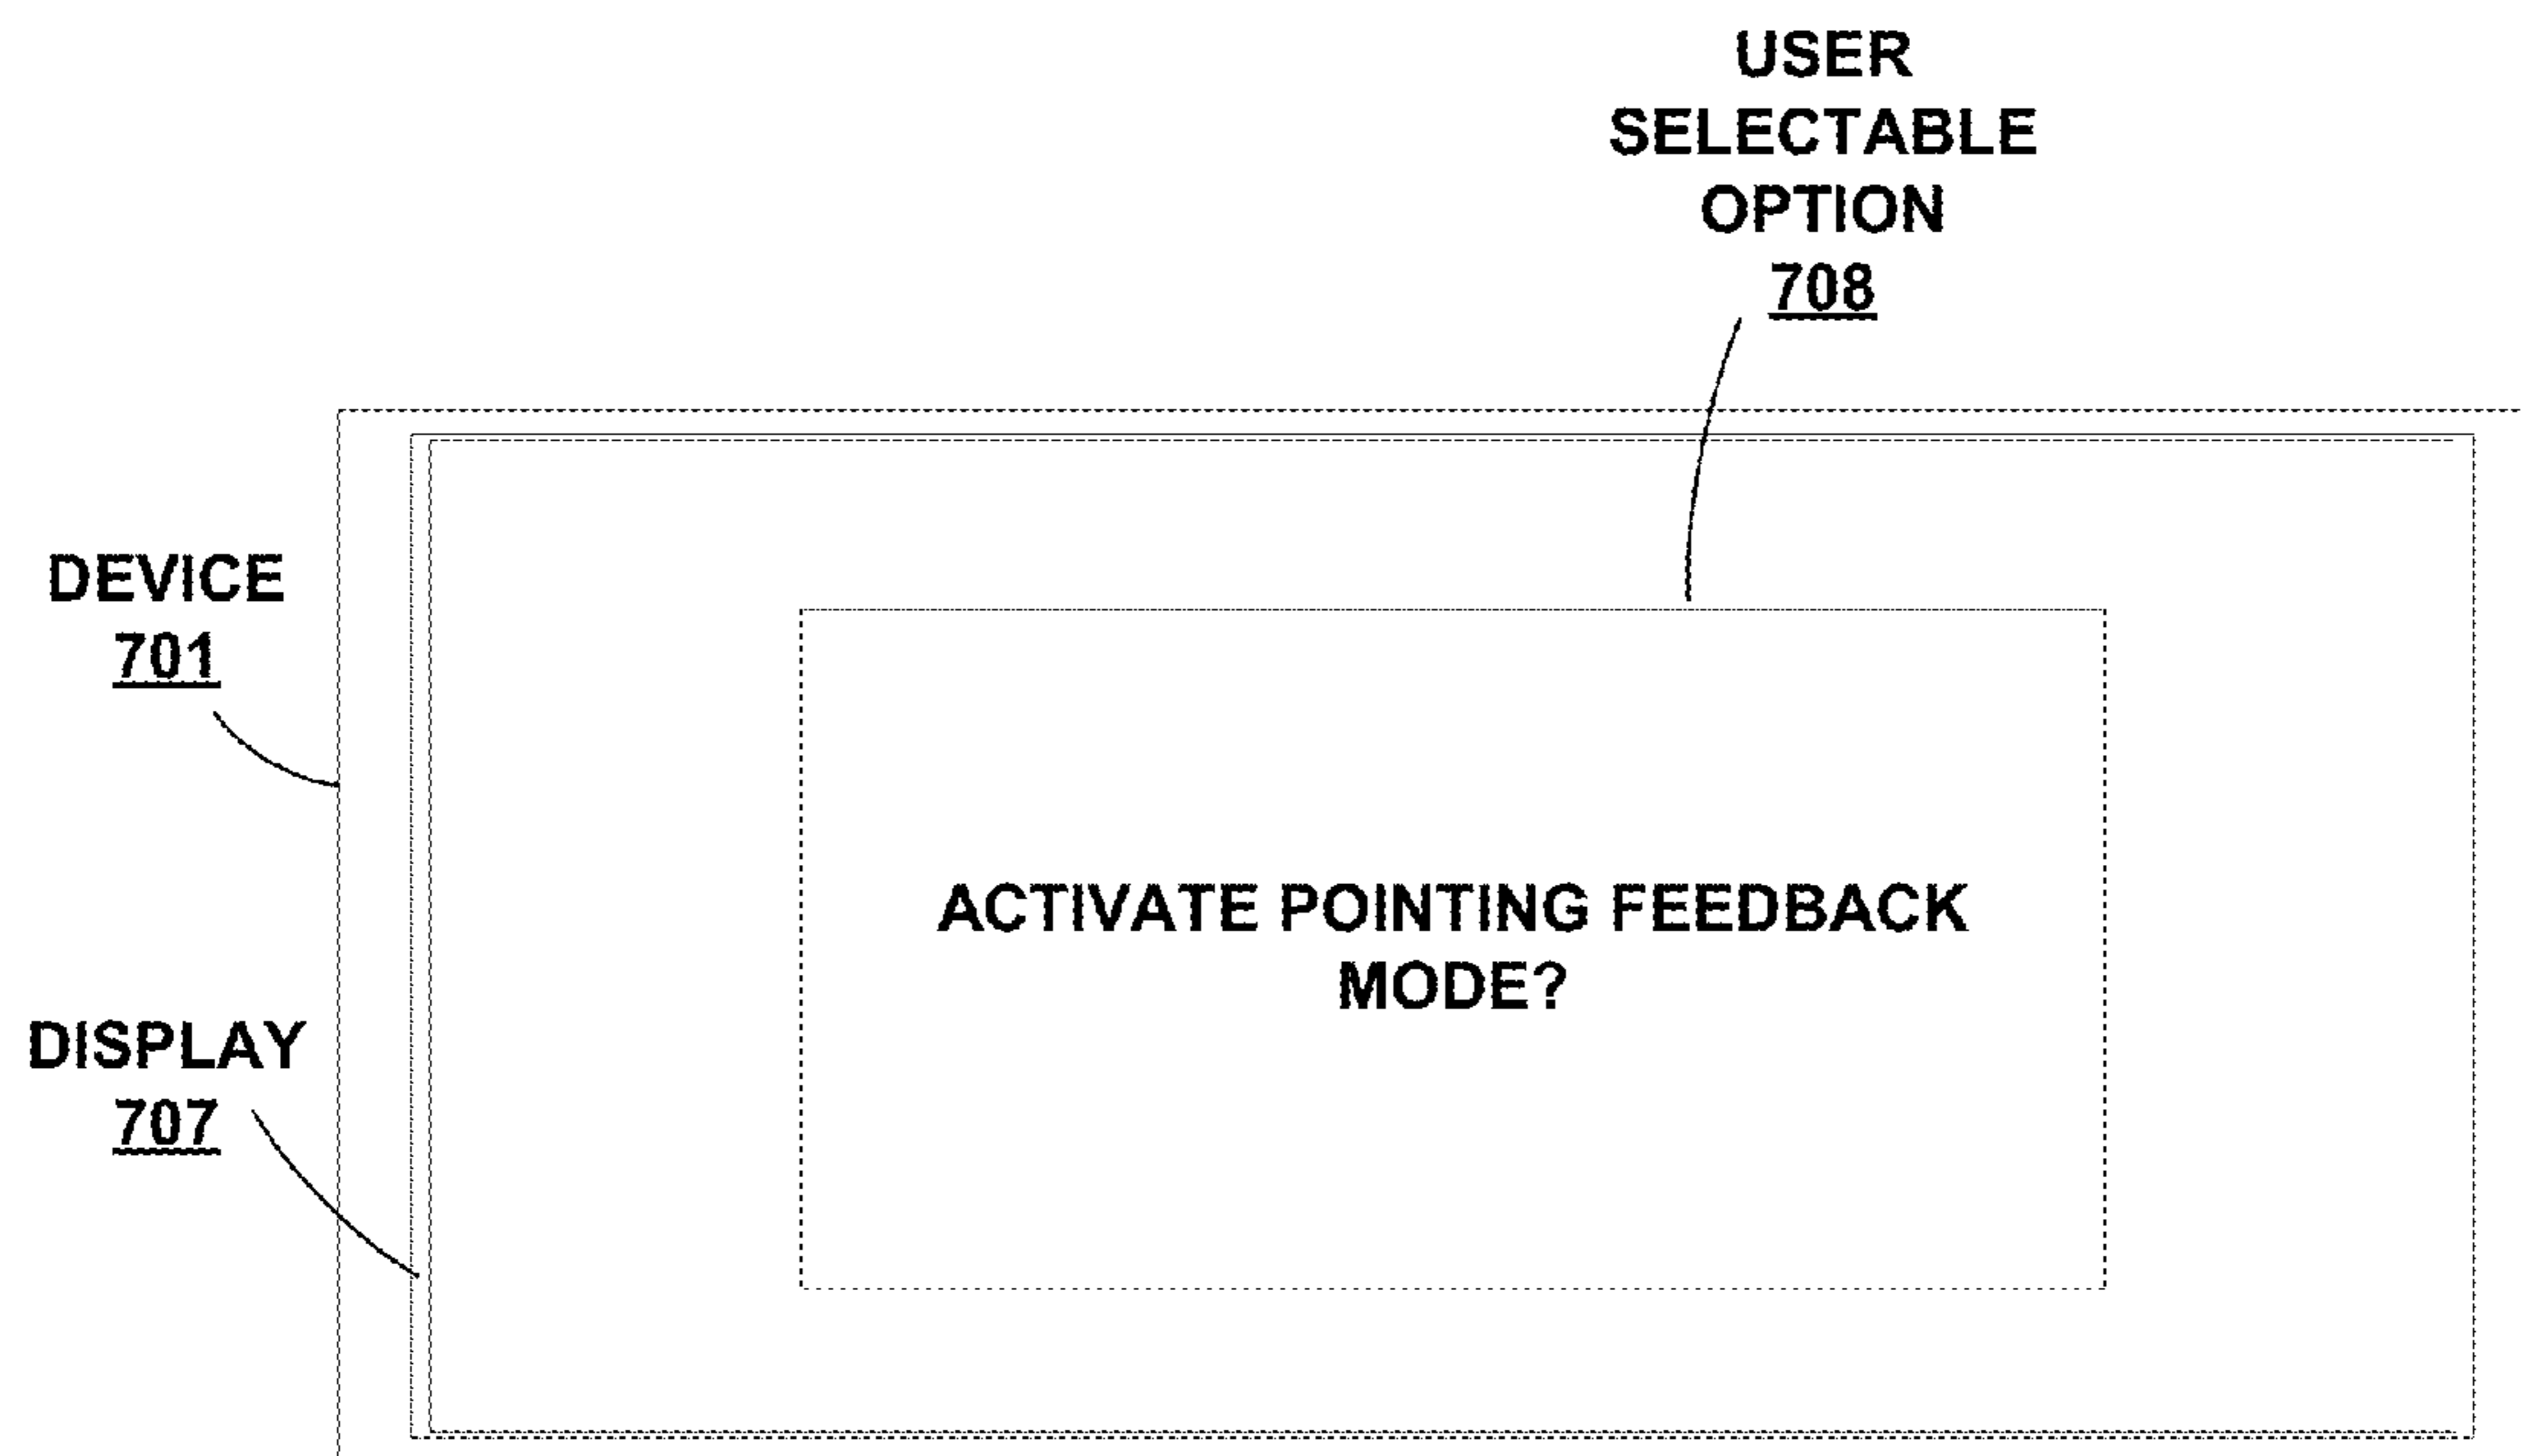 USER
SELECTABLE
OPTION
708
DEVICE
701
ACTIVATE POINTING FEEDBACK
MODE?
DISPLAY
707